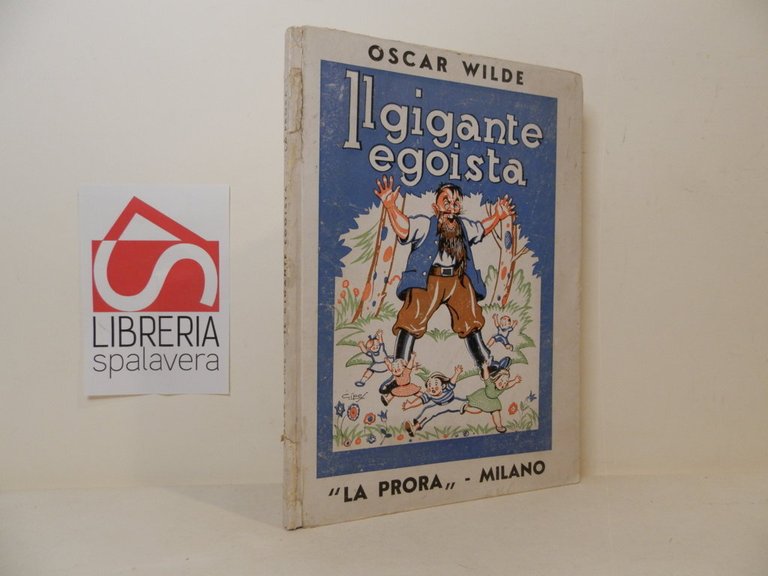 OSCAR WILDE
Il gigante
egoista
"LA PRORA„ - MILANO
LIBRERIA
spalavera